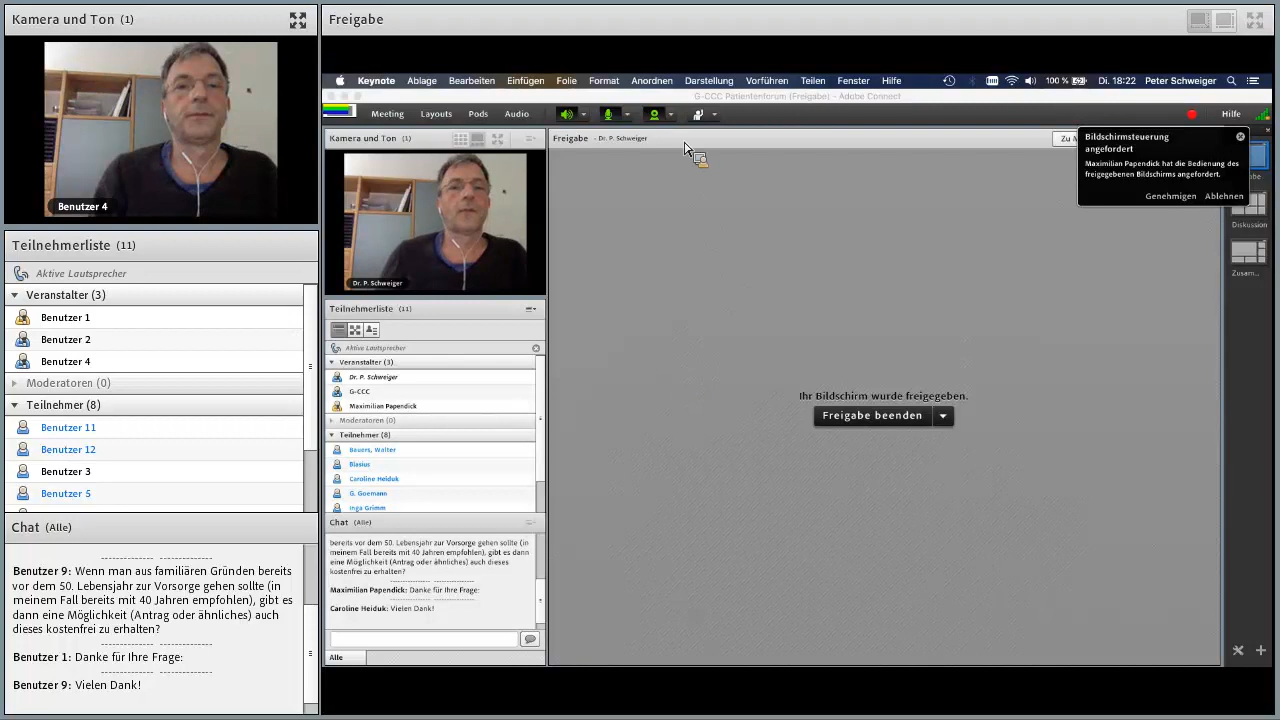 Kamera und Ton (1)
Benutzer 4
Teilnehmerliste (11)
Aktive Lautsprecher
Veranstalter (3)
Benutzer 1
Benutzer 2
Benutzer 4
Moderatoren (0)
Teilnehmer (8)
Benutzer 11
Benutzer 12
Benutzer 3
Benutzer 5
Chat (Alle)
Benutzer 9: Wenn man aus familiären Gründen bereits
vor dem 50. Lebensjahr zur Vorsorge gehen sollte (in
meinem Fall bereits mit 40 Jahren empfohlen), gibt es
dann eine Möglichkeit (Antrag oder ähnliches) auch
dieses kostenfrei zu erhalten?
Benutzer 1: Danke für Ihre Frage:
Benutzer 9: Vielen Dank!
Freigabe
Keynote Ablage Bearbeiten Einfügen Folie Format Anordnen Darstellung Vorführen Teilen Fenster Hilfe 100 % Di. 18:22 Peter Schweiger
G-CCC Patientenforum (Freigabe) - Adobe Connect
Meeting Layouts Pods Audio Hilfe
Kamera und Ton (1)
Dr. P. Schweiger
Teilnehmerliste (11)
Aktive Lautsprecher
Veranstalter (3)
Dr. P. Schweiger
G-CCC
Maximilian Papendick
Moderatoren (0)
Teilnehmer (8)
Bauers, Walter
Blasius
Caroline Heiduk
G. Goemann
Inga Grimm
Chat (Alle)
bereits vor dem 50. Lebensjahr zur Vorsorge gehen sollte (in
meinem Fall bereits mit 40 Jahren empfohlen), gibt es dann
eine Möglichkeit (Antrag oder ähnliches) auch dieses
kostenfrei zu erhalten?
Maximilian Papendick: Danke für Ihre Frage:
Caroline Heiduk: Vielen Dank!
Alle
Freigabe - Dr. P. Schweiger
Zu
Ihr Bildschirm wurde freigegeben.
Freigabe beenden
Bildschirmsteuerung
angefordert
Maximilian Papendick hat die Bedienung des
freigegebenen Bildschirms angefordert.
Genehmigen Ablehnen
Diskussion
Zusam...